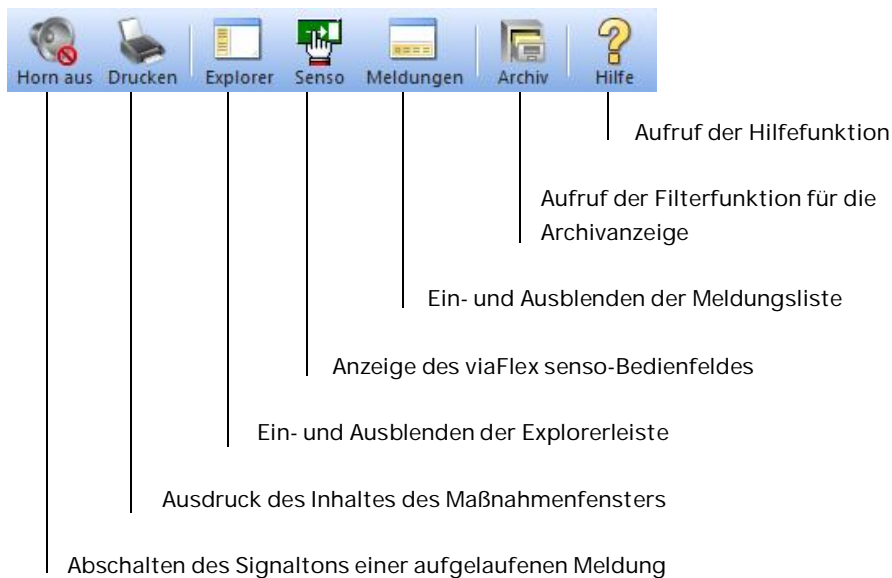 Horn aus Drucken Explorer Senso Meldungen Archiv Hilfe
Aufruf der Hilfefunktion
Aufruf der Filterfunktion für die
Archivanzeige
Ein- und Ausblenden der Meldungsliste
Anzeige des viaFlex senso-Bedienfeldes
Ein- und Ausblenden der Explorerleiste
Ausdruck des Inhaltes des Maßnahmenfensters
Abschalten des Signaltons einer aufgelaufenen Meldung